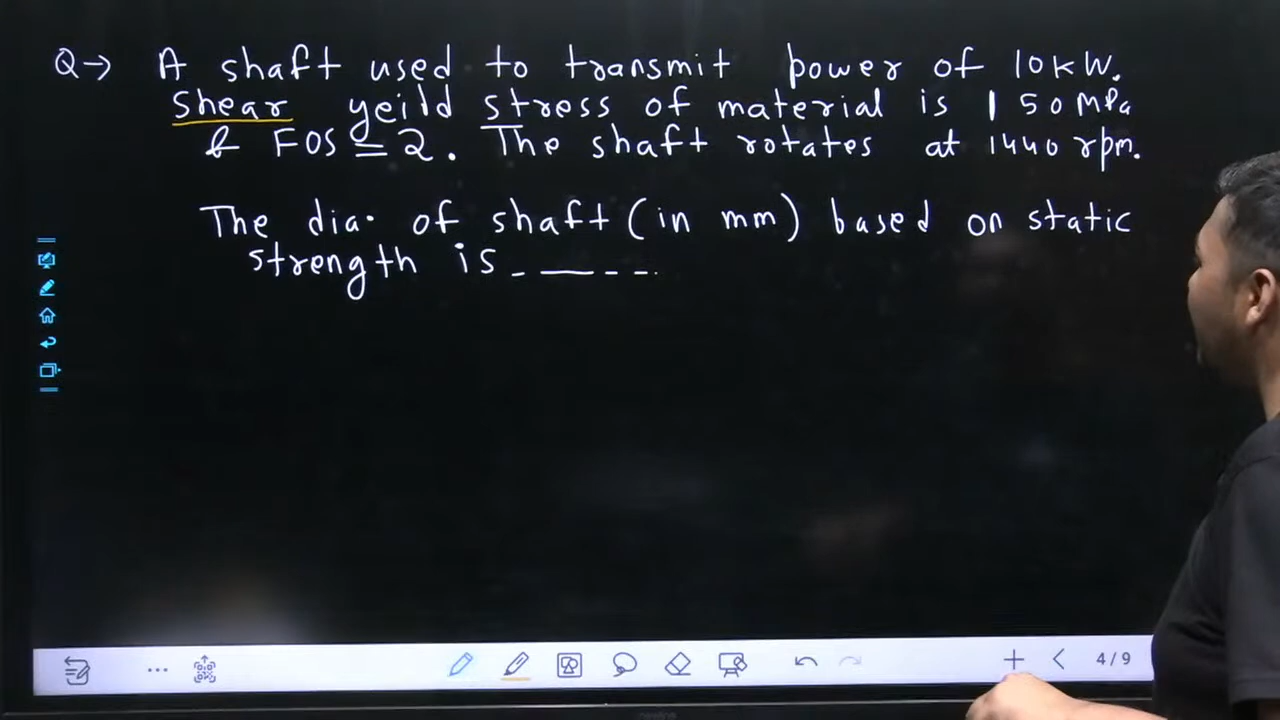 Q→ A shaft used to transmit power of 10kW.
Shear yeild stress of material is 150MPa
& FOS = 2. The shaft rotates at 1440 rpm.
The dia. of shaft (in mm) based on static
strength is - — - -.
4/9
newline